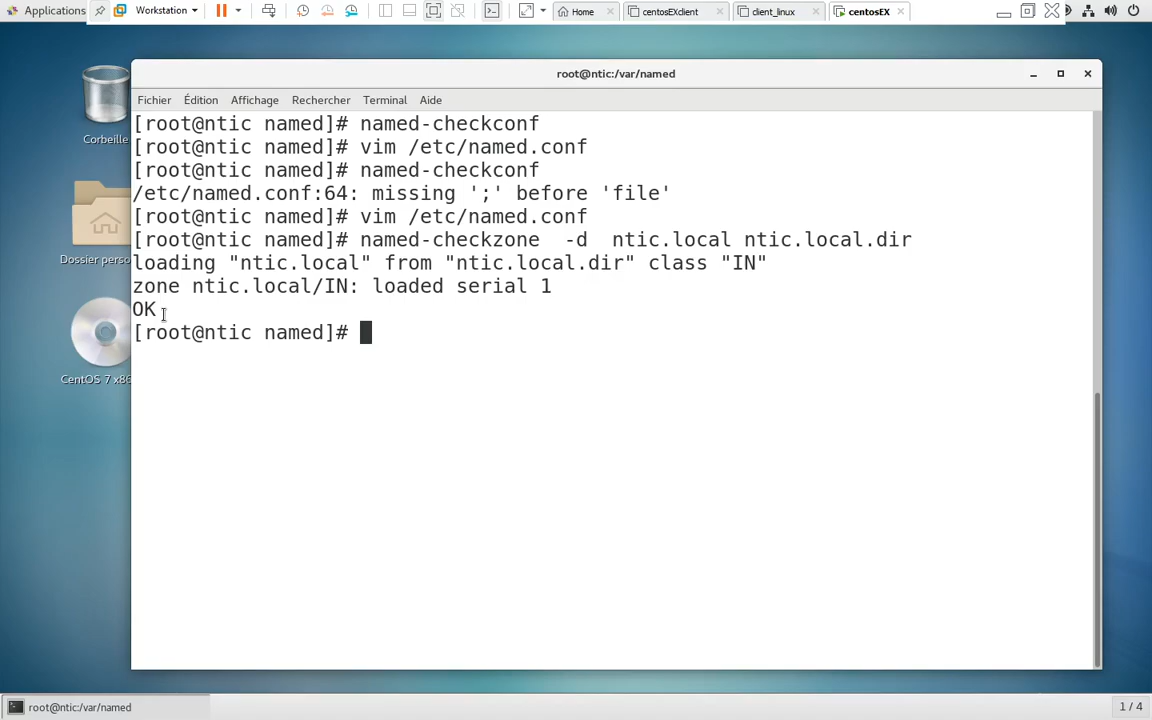 Applications
Workstation
Home
centosEXclient
client_linux
centosEX
Corbeille
Dossier perso
CentOS 7 x86
root@ntic:/var/named
Fichier Édition Affichage Rechercher Terminal Aide
[root@ntic named]# named-checkconf
[root@ntic named]# vim /etc/named.conf
[root@ntic named]# named-checkconf
/etc/named.conf:64: missing ';' before 'file'
[root@ntic named]# vim /etc/named.conf
[root@ntic named]# named-checkzone  -d  ntic.local ntic.local.dir
loading "ntic.local" from "ntic.local.dir" class "IN"
zone ntic.local/IN: loaded serial 1
OK
[root@ntic named]#
root@ntic:/var/named
1 / 4